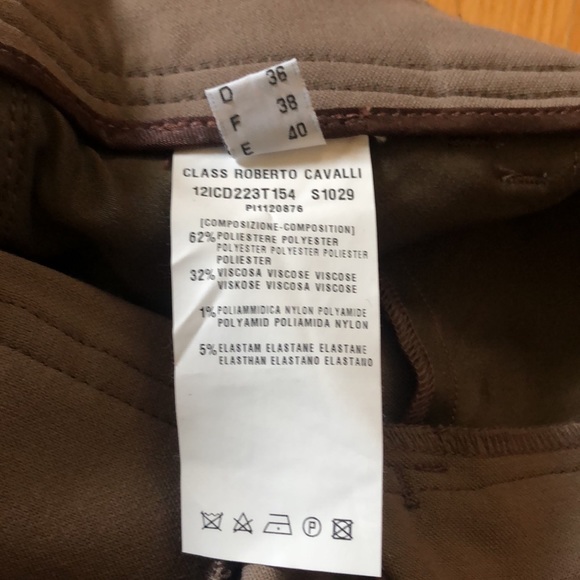 D 36
F 38
E 40
CLASS ROBERTO CAVALLI
12ICD223T154 S1029
PI1120876
[COMPOSIZIONE-COMPOSITION]
62% POLIESTERE POLYESTER
POLYESTER POLYESTER POLIESTER
POLIESTER
32% VISCOSA VISCOSE VISCOSE
VISKOSE VISCOSA VISCOSE
1% POLIAMMIDICA NYLON POLYAMIDE
POLYAMID POLIAMIDA NYLON
5% ELASTAM ELASTANE ELASTANE
ELASTHAN ELASTANO ELASTANO
P